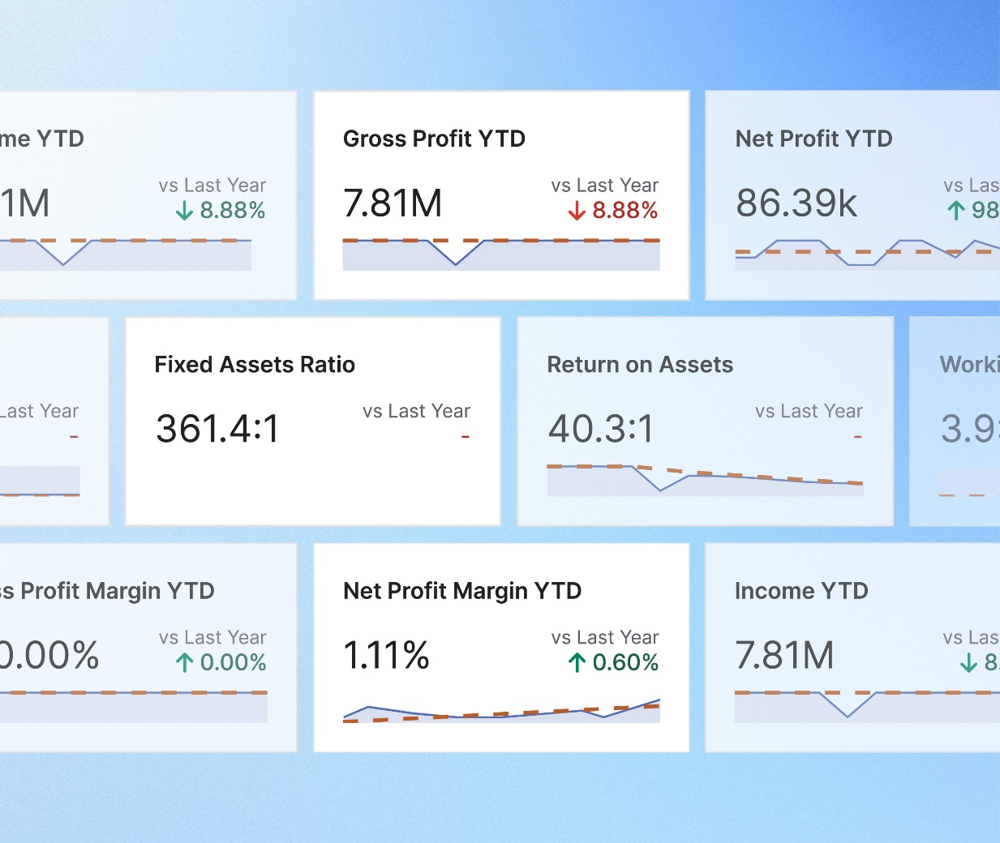 me YTD
vs Last Year
1M
↓ 8.88%
Gross Profit YTD
vs Last Year
7.81M
↓ 8.88%
Net Profit YTD
vs Las
86.39k
↑ 98
Last Year
-
Fixed Assets Ratio
vs Last Year
361.4:1
-
Return on Assets
vs Last Year
40.3:1
-
Worki
3.9:
ss Profit Margin YTD
vs Last Year
0.00%
↑ 0.00%
Net Profit Margin YTD
vs Last Year
1.11%
↑ 0.60%
Income YTD
vs Las
7.81M
↓ 8.